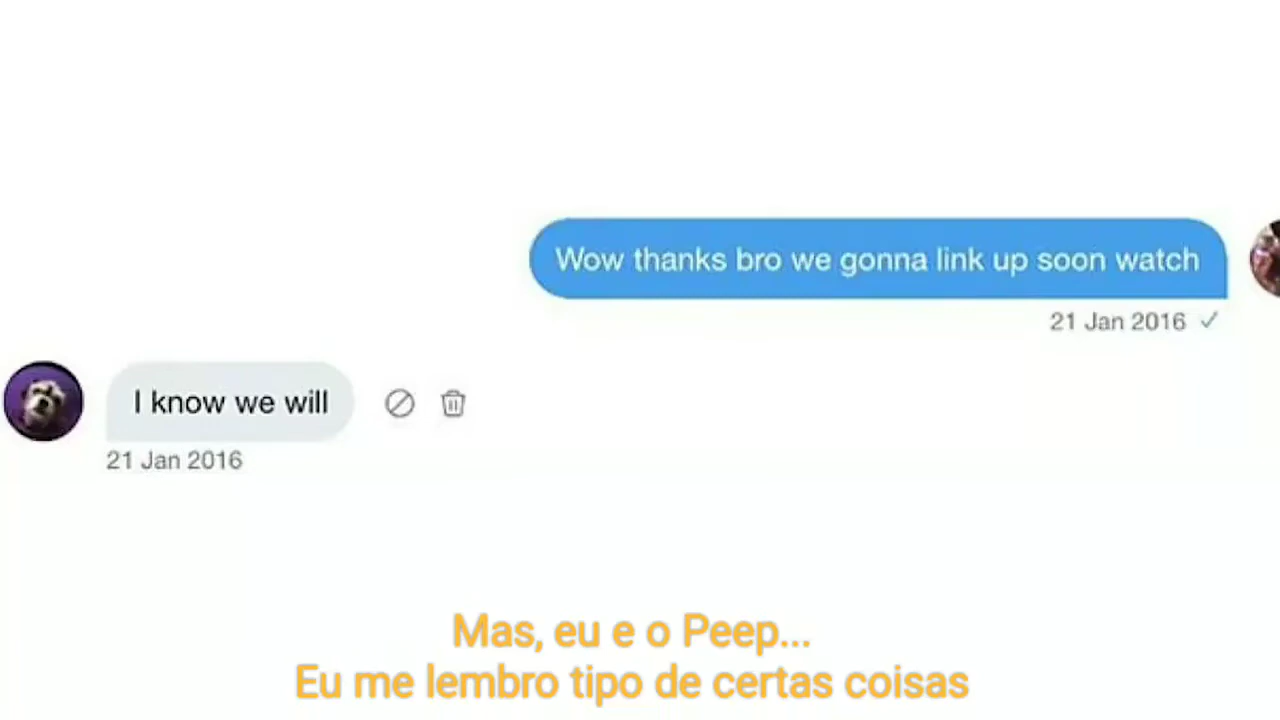 Wow thanks bro we gonna link up soon watch
21 Jan 2016
I know we will
21 Jan 2016
Mas, eu e o Peep...
Eu me lembro tipo de certas coisas